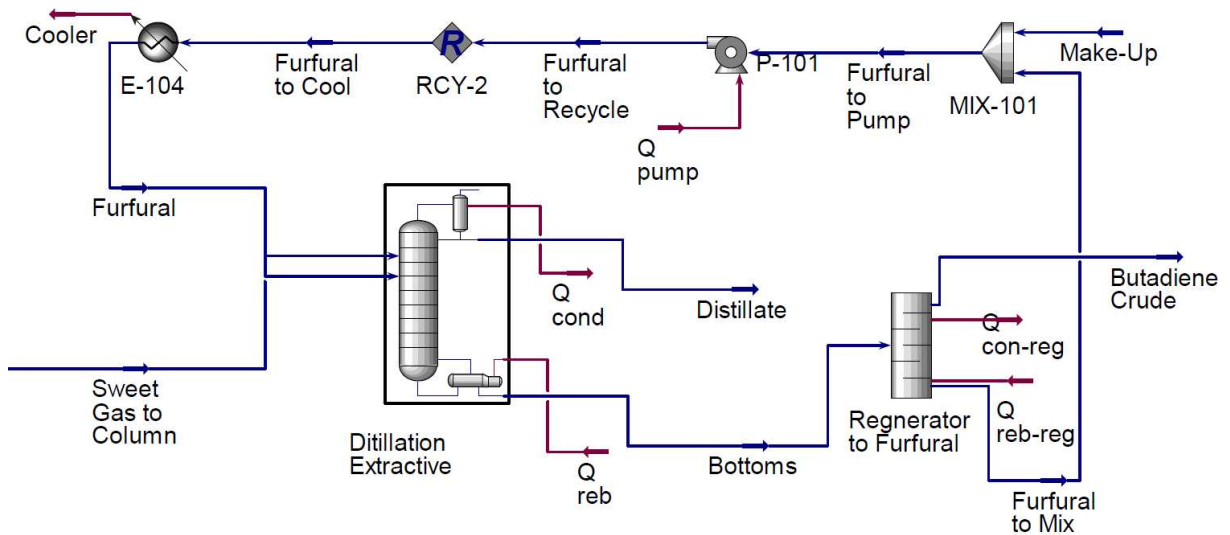 Cooler
E-104
Furfural
to Cool
R
RCY-2
Furfural
to
Recycle
P-101
Furfural
to
Pump
Make-Up
MIX-101
Q
pump
Furfural
Q
cond
Distillate
Butadiene
Crude
Q
con-reg
Sweet
Gas to
Column
Ditillation
Extractive
Q
reb
Bottoms
Regnerator
to Furfural
Q
reb-reg
Furfural
to Mix